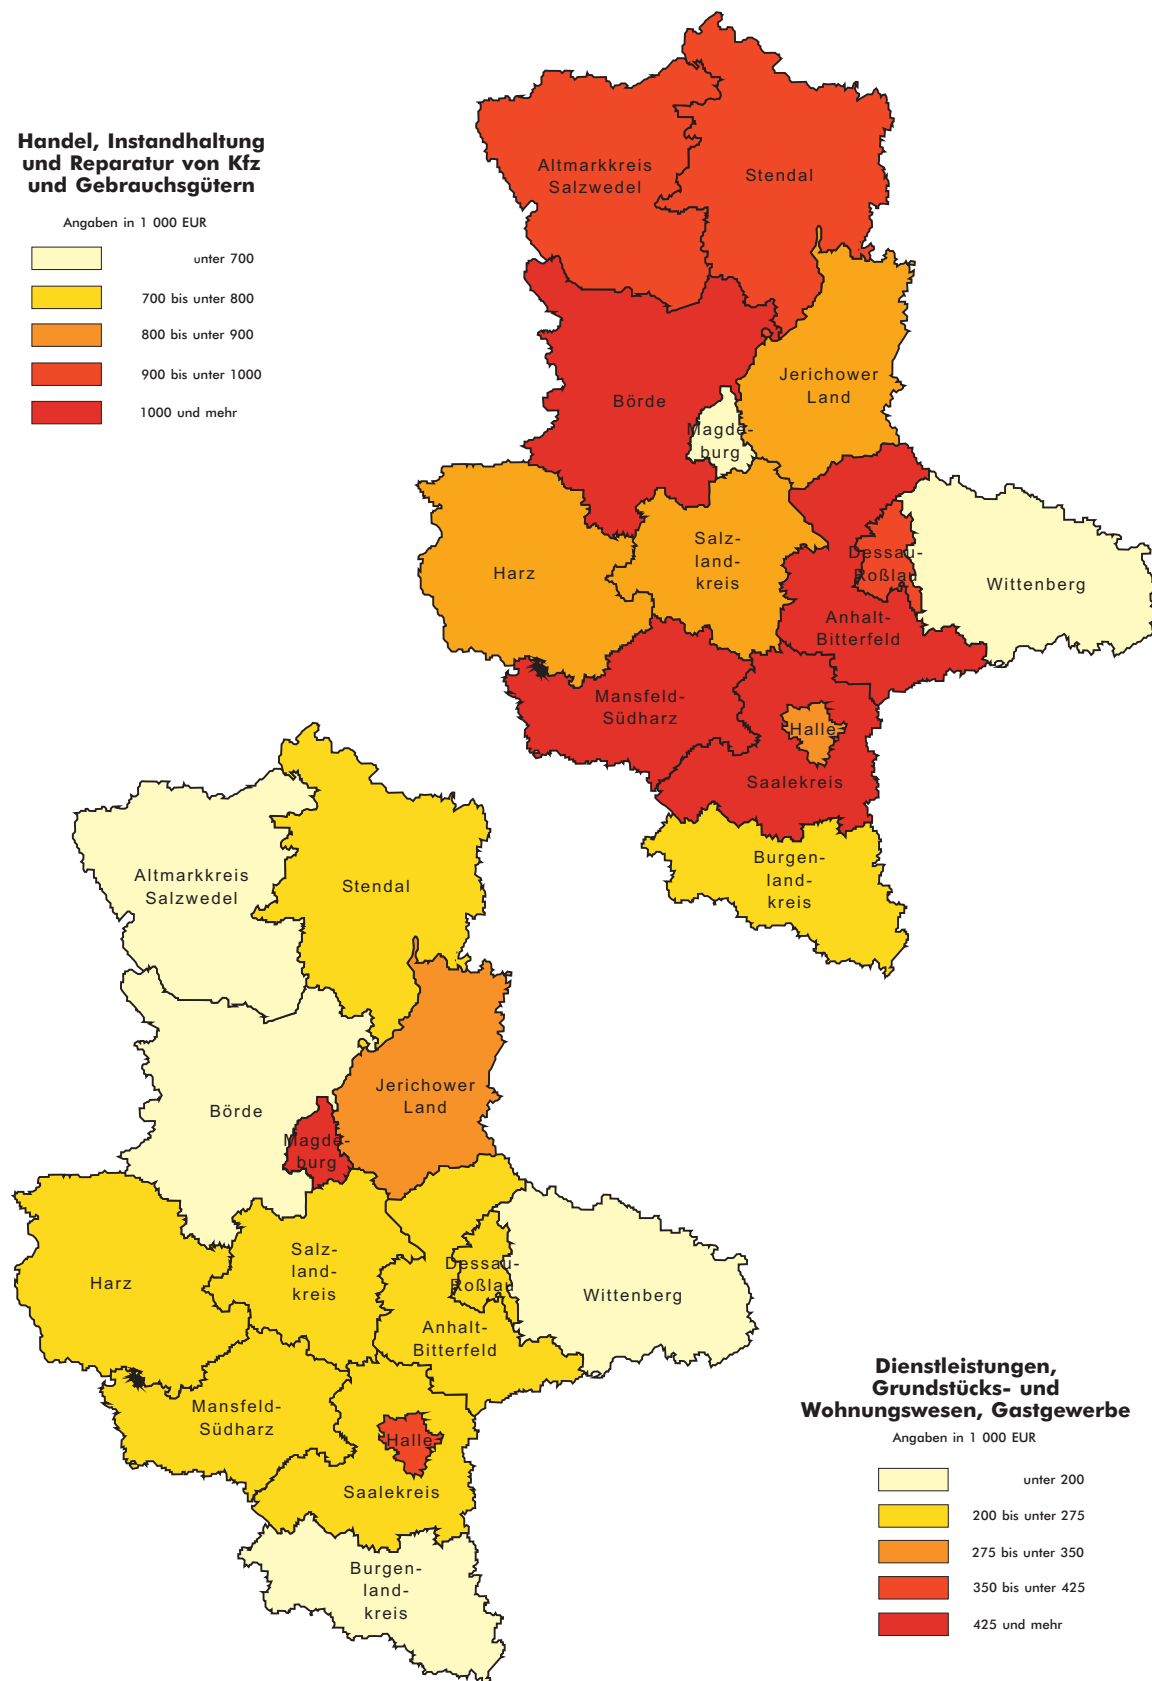 Handel, Instandhaltung
und Reparatur von Kfz
und Gebrauchsgütern
Angaben in 1 000 EUR
unter 700
700 bis unter 800
800 bis unter 900
900 bis unter 1000
1000 und mehr
Altmarkkreis
Salzwedel
Stendal
Jerichower
Land
Börde
Magde-
burg
Salz-
land-
kreis
Harz
Dessau-
Roßlau
Wittenberg
Anhalt-
Bitterfeld
Mansfeld-
Südharz
Halle
Saalekreis
Burgen-
land-
kreis
Altmarkkreis
Salzwedel
Stendal
Jerichower
Land
Börde
Magde-
burg
Salz-
land-
kreis
Harz
Dessau-
Roßlau
Wittenberg
Anhalt-
Bitterfeld
Mansfeld-
Südharz
Halle
Saalekreis
Burgen-
land-
kreis
Dienstleistungen,
Grundstücks- und
Wohnungswesen, Gastgewerbe
Angaben in 1 000 EUR
unter 200
200 bis unter 275
275 bis unter 350
350 bis unter 425
425 und mehr